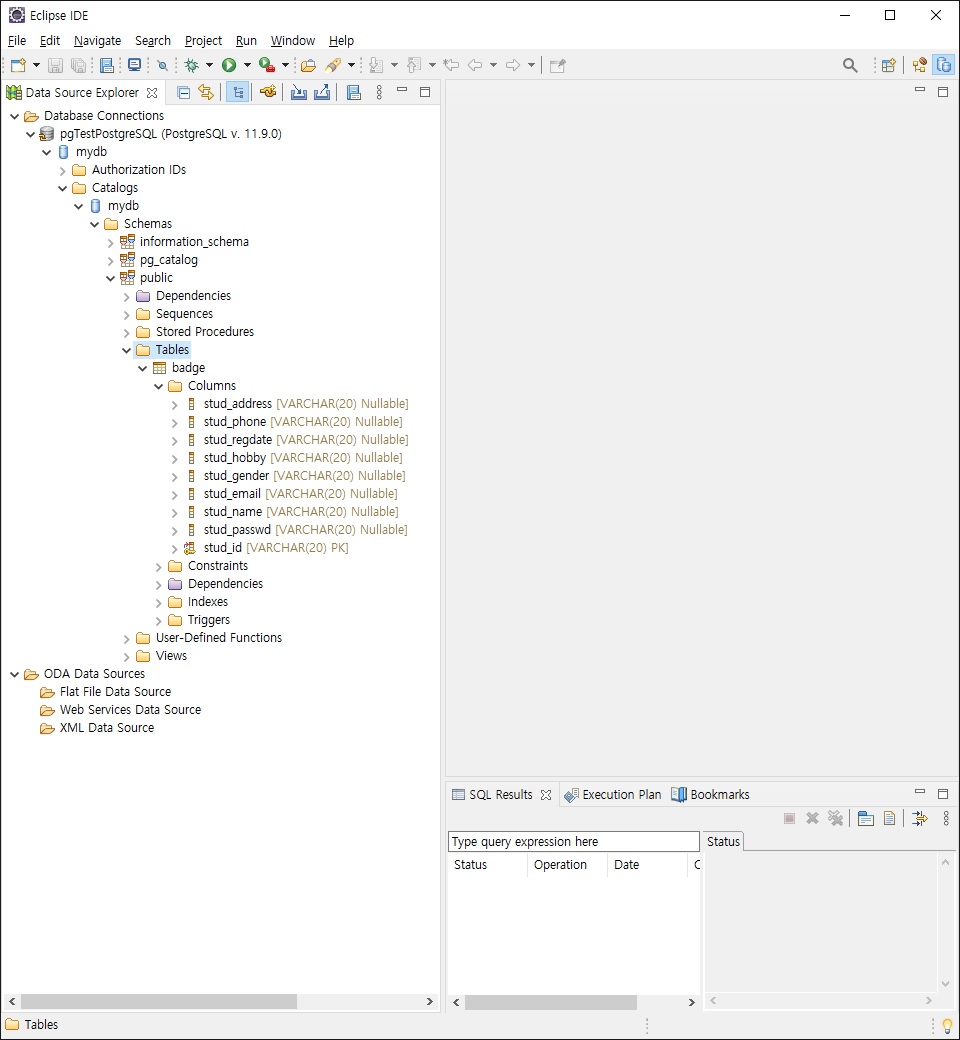 Eclipse IDE
File Edit Navigate Search Project Run Window Help
Data Source Explorer
Database Connections
pgTestPostgreSQL (PostgreSQL v. 11.9.0)
mydb
Authorization IDs
Catalogs
mydb
Schemas
information_schema
pg_catalog
public
Dependencies
Sequences
Stored Procedures
Tables
badge
Columns
stud_address [VARCHAR(20) Nullable]
stud_phone [VARCHAR(20) Nullable]
stud_regdate [VARCHAR(20) Nullable]
stud_hobby [VARCHAR(20) Nullable]
stud_gender [VARCHAR(20) Nullable]
stud_email [VARCHAR(20) Nullable]
stud_name [VARCHAR(20) Nullable]
stud_passwd [VARCHAR(20) Nullable]
stud_id [VARCHAR(20) PK]
Constraints
Dependencies
Indexes
Triggers
User-Defined Functions
Views
ODA Data Sources
Flat File Data Source
Web Services Data Source
XML Data Source
SQL Results Execution Plan Bookmarks
Type query expression here
Status
Status Operation Date C
Tables